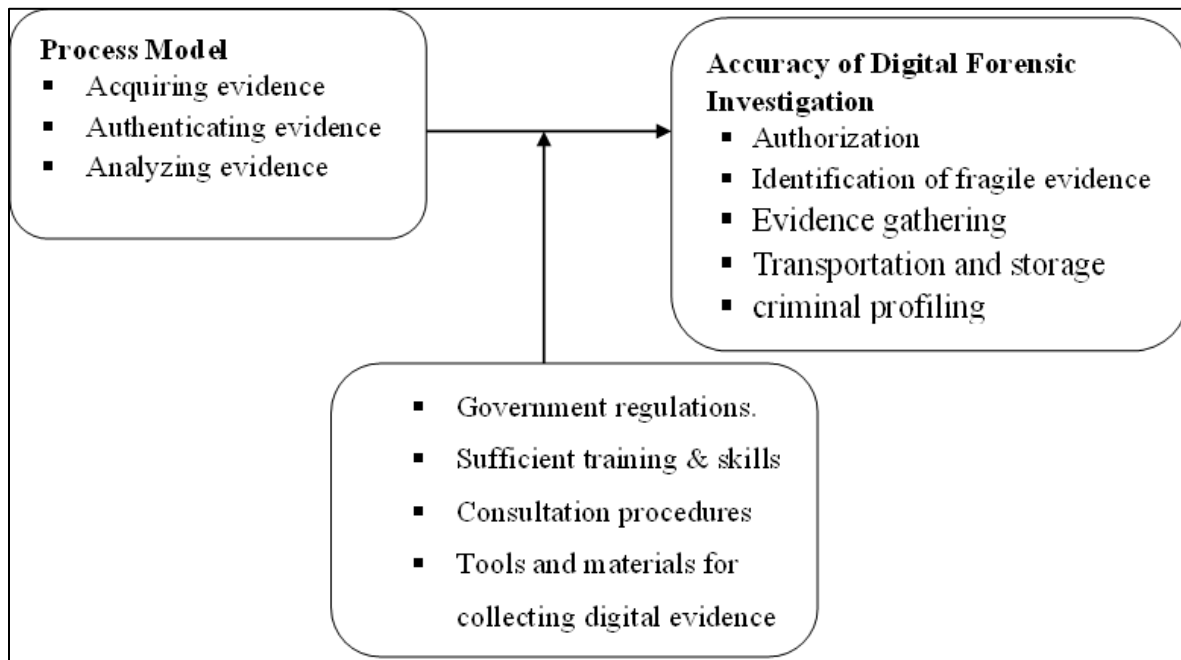 Process Model
▪ Acquiring evidence
▪ Authenticating evidence
▪ Analyzing evidence
Accuracy of Digital Forensic
Investigation
▪ Authorization
▪ Identification of fragile evidence
▪ Evidence gathering
▪ Transportation and storage
▪ criminal profiling
▪ Government regulations.
▪ Sufficient training & skills
▪ Consultation procedures
▪ Tools and materials for
collecting digital evidence